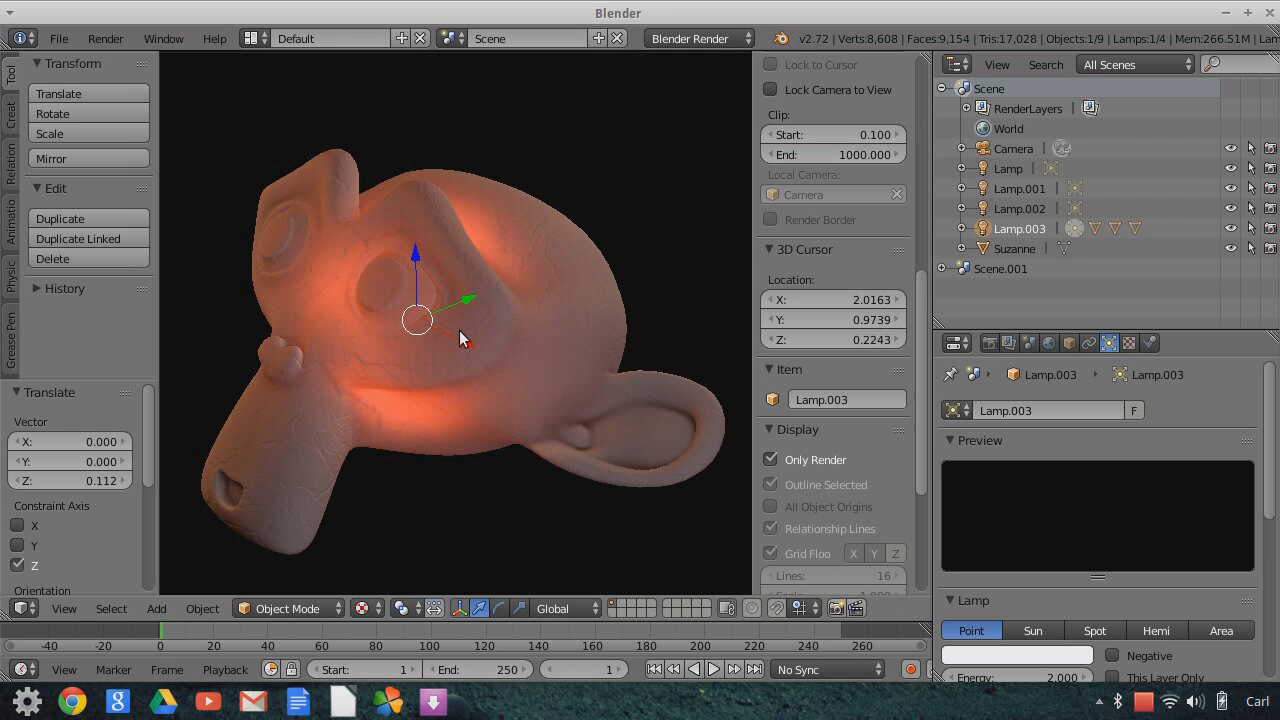 Blender
File Render Window Help Default Scene Blender Render v2.72 | Verts:8,608 | Faces:9,154 | Tris:17,028 | Objects:1/9 | Lamps:1/4 | Mem:266.51M | Lam
Tool
Creat
Relation
Animatio
Physic
Grease Pen
Transform
Translate
Rotate
Scale
Mirror
Edit
Duplicate
Duplicate Linked
Delete
History
Translate
Vector
X: 0.000
Y: 0.000
Z: 0.112
Constraint Axis
X
Y
Z
Orientation
Lock to Cursor
Lock Camera to View
Clip:
Start: 0.100
End: 1000.000
Local Camera:
Camera
Render Border
3D Cursor
Location:
X: 2.0163
Y: 0.9739
Z: 0.2243
Item
Lamp.003
Display
Only Render
Outline Selected
All Object Origins
Relationship Lines
Grid Floo X Y Z
Lines: 16
View Search All Scenes
Scene
RenderLayers
World
Camera
Lamp
Lamp.001
Lamp.002
Lamp.003
Suzanne
Scene.001
Lamp.003 Lamp.003
Lamp.003 F
Preview
Lamp
Point Sun Spot Hemi Area
Negative
Energy: 2.000 This Layer Only
View Select Add Object Object Mode Global
-40 -20 0 20 40 60 80 100 120 140 160 180 200 220 240 260
View Marker Frame Playback Start: 1 End: 250 1 No Sync
Carl